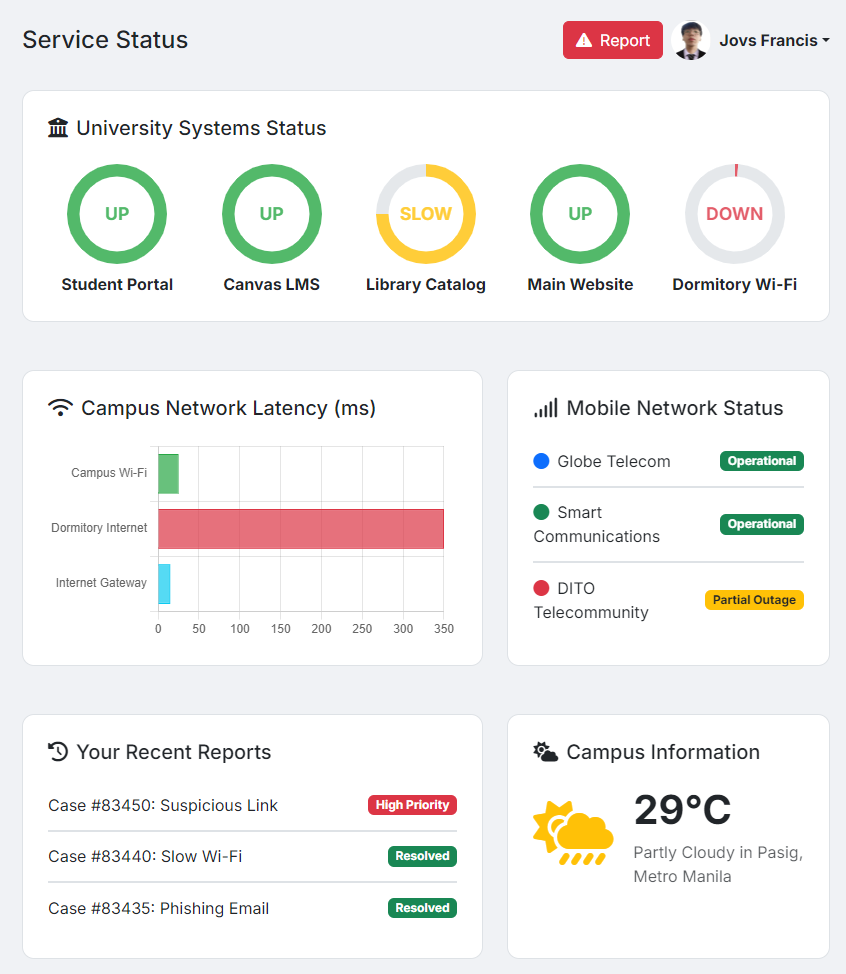 Service Status
Report
Jovs Francis
University Systems Status
UP
UP
SLOW
UP
DOWN
Student Portal
Canvas LMS
Library Catalog
Main Website
Dormitory Wi-Fi
Campus Network Latency (ms)
Campus Wi-Fi
Dormitory Internet
Internet Gateway
0 50 100 150 200 250 300 350
Mobile Network Status
Globe Telecom
Operational
Smart
Communications
Operational
DITO
Telecommunity
Partial Outage
Your Recent Reports
Case #83450: Suspicious Link
High Priority
Case #83440: Slow Wi-Fi
Resolved
Case #83435: Phishing Email
Resolved
Campus Information
29°C
Partly Cloudy in Pasig,
Metro Manila